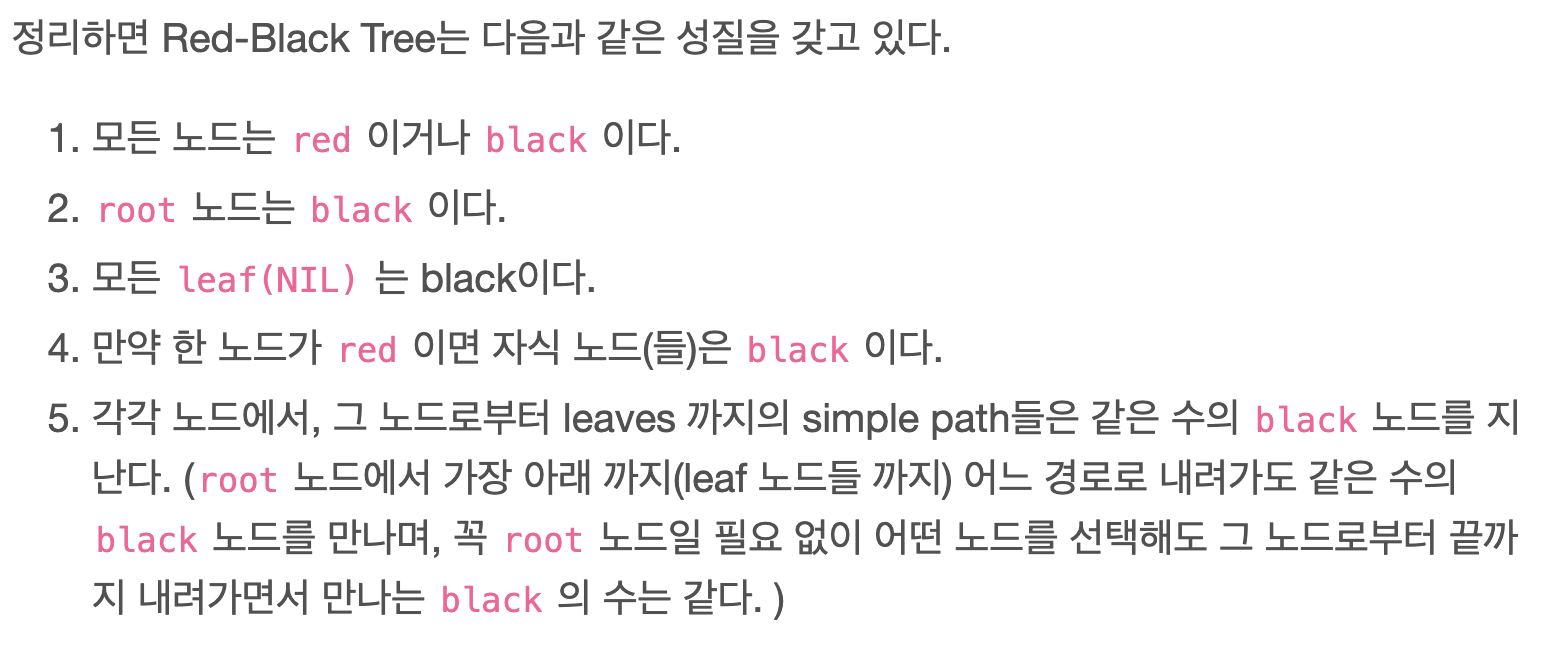 정리하면 Red-Black Tree는 다음과 같은 성질을 갖고 있다.
1. 모든 노드는 red 이거나 black 이다.
2. root 노드는 black 이다.
3. 모든 leaf(NIL) 는 black이다.
4. 만약 한 노드가 red 이면 자식 노드(들)은 black 이다.
5. 각각 노드에서, 그 노드로부터 leaves 까지의 simple path들은 같은 수의 black 노드를 지
난다. (root 노드에서 가장 아래 까지(leaf 노드들 까지) 어느 경로로 내려가도 같은 수의
black 노드를 만나며, 꼭 root 노드일 필요 없이 어떤 노드를 선택해도 그 노드로부터 끝까
지 내려가면서 만나는 black 의 수는 같다. )